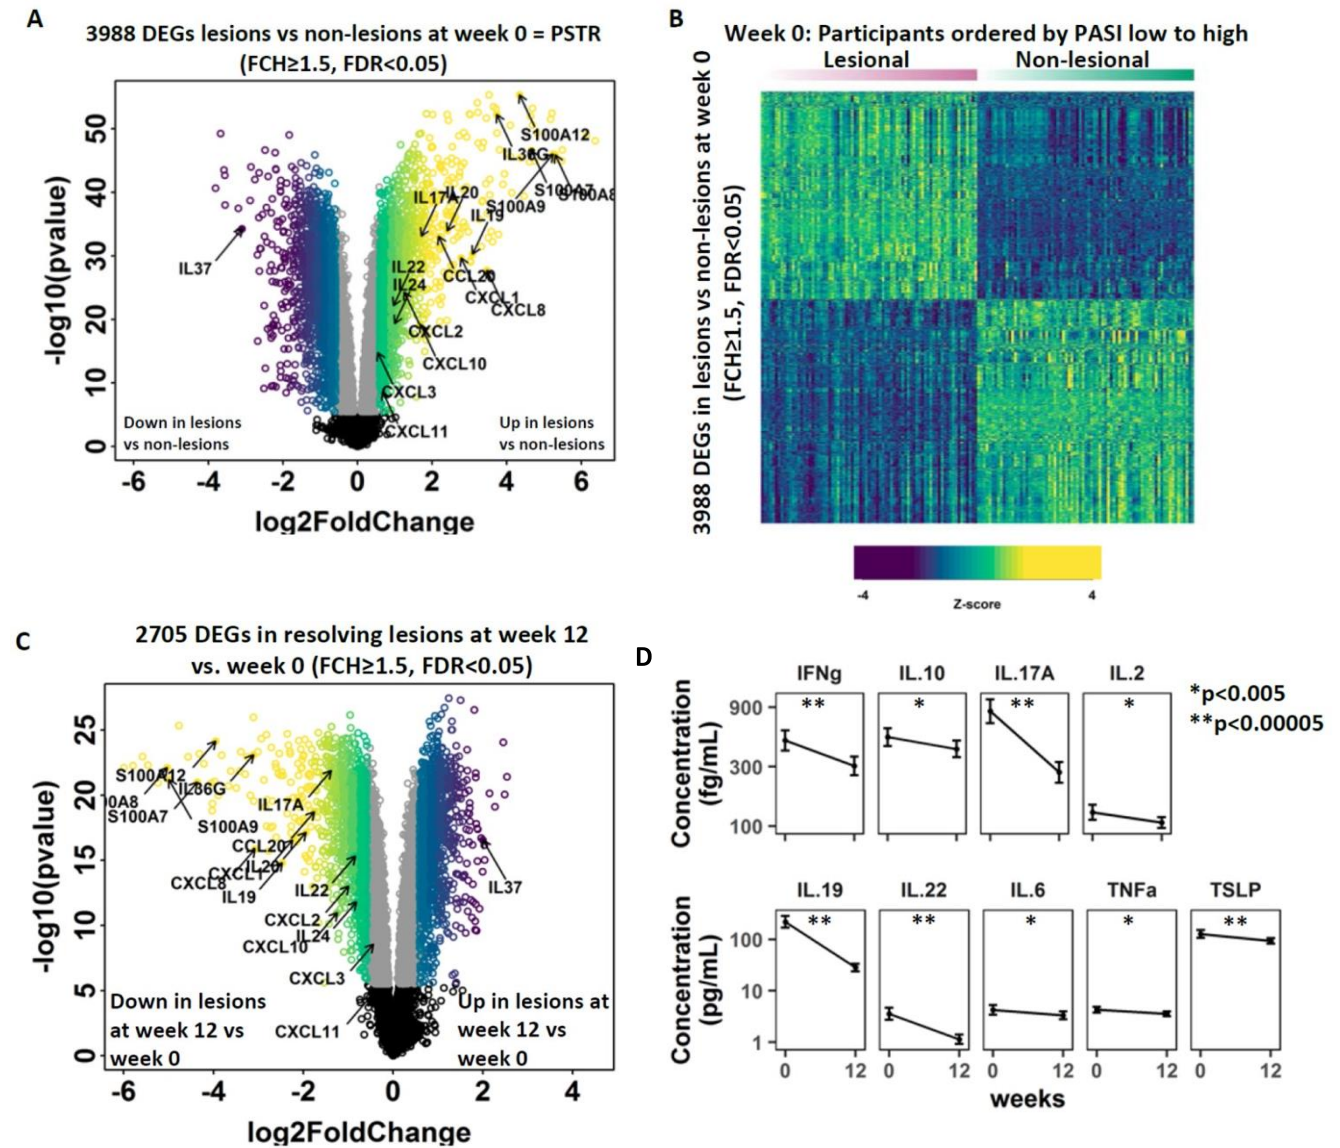 A
3988 DEGs lesions vs non-lesions at week 0 = PSTR
(FCH≥1.5, FDR<0.05)
-log10(pvalue)
50
40
30
20
10
0
S100A12
IL36G
S100A7
S100A8
S100A9
IL17A
IL20
IL19
IL37
IL22
IL24
CCL20
CXCL1
CXCL8
CXCL2
CXCL10
CXCL3
CXCL11
Down in lesions
vs non-lesions
Up in lesions
vs non-lesions
-6 -4 -2 0 2 4 6
log2FoldChange
B
Week 0: Participants ordered by PASI low to high
Lesional Non-lesional
3988 DEGs in lesions vs non-lesions at week 0
(FCH≥1.5, FDR<0.05)
-4 4
Z-score
C
2705 DEGs in resolving lesions at week 12
vs. week 0 (FCH≥1.5, FDR<0.05)
-log10(pvalue)
25
20
15
10
5
0
S100A12
IL36G
0A8
S100A7
S100A9
IL17A
CCL20
IL20
CXCL1
CXCL8
IL19
IL22
CXCL2
IL24
CXCL10
CXCL3
CXCL11
IL37
Down in lesions
at week 12 vs
week 0
Up in lesions at
week 12 vs
week 0
-6 -4 -2 0 2 4
log2FoldChange
D
IFNg IL.10 IL.17A IL.2
** * ** *
*p<0.005
**p<0.00005
Concentration
(fg/mL)
900
300
100
IL.19 IL.22 IL.6 TNFa TSLP
** ** * * **
Concentration
(pg/mL)
100
10
1
0 12 0 12 0 12 0 12 0 12
weeks